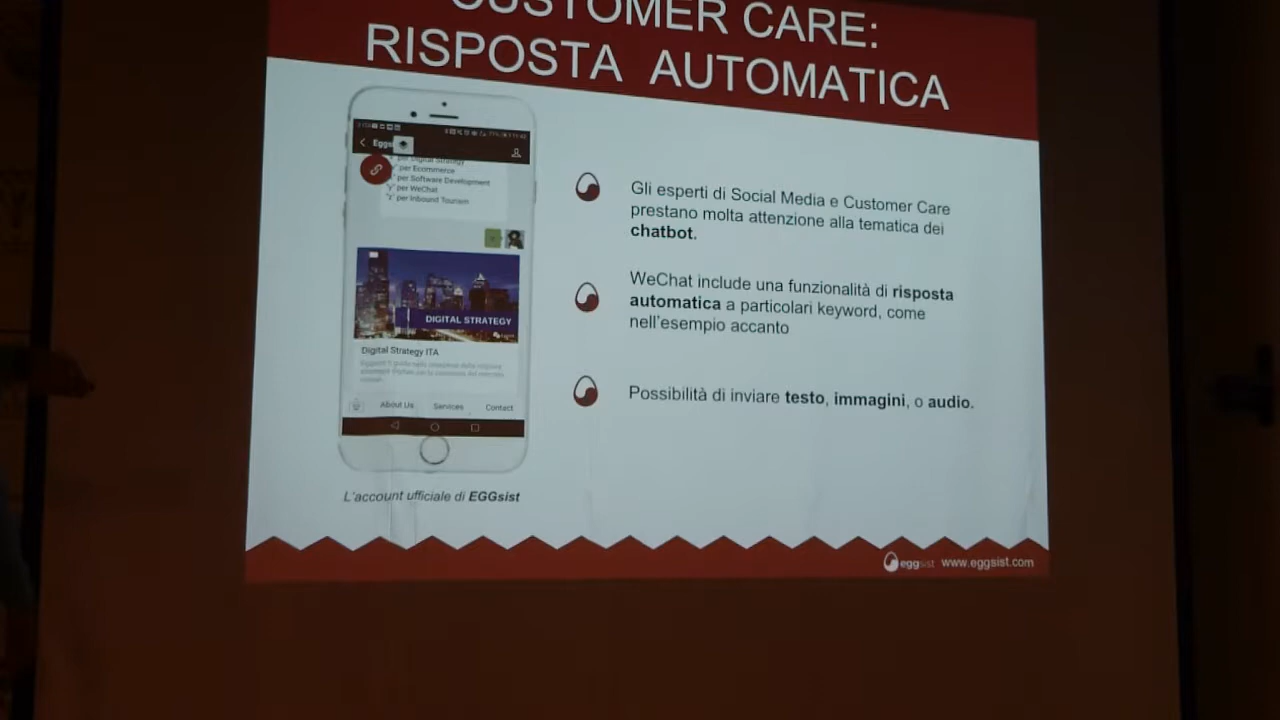 CUSTOMER CARE:
RISPOSTA AUTOMATICA
per Digital Strategy
per Ecommerce
per Software Development
"y" per WeChat
"z" per Inbound Tourism
DIGITAL STRATEGY
Digital Strategy ITA
About Us Services Contact
L'account ufficiale di EGGsist
Gli esperti di Social Media e Customer Care
prestano molta attenzione alla tematica dei
chatbot.
WeChat include una funzionalità di risposta
automatica a particolari keyword, come
nell'esempio accanto
Possibilità di inviare testo, immagini, o audio.
eggsist www.eggsist.com